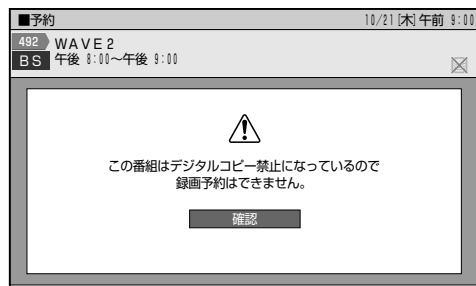 ■予約 10/21[木]午前 9:00
492 WAVE2
BS 午後 8:00～午後 9:00
この番組はデジタルコピー禁止になっているので
録画予約はできません。
確認